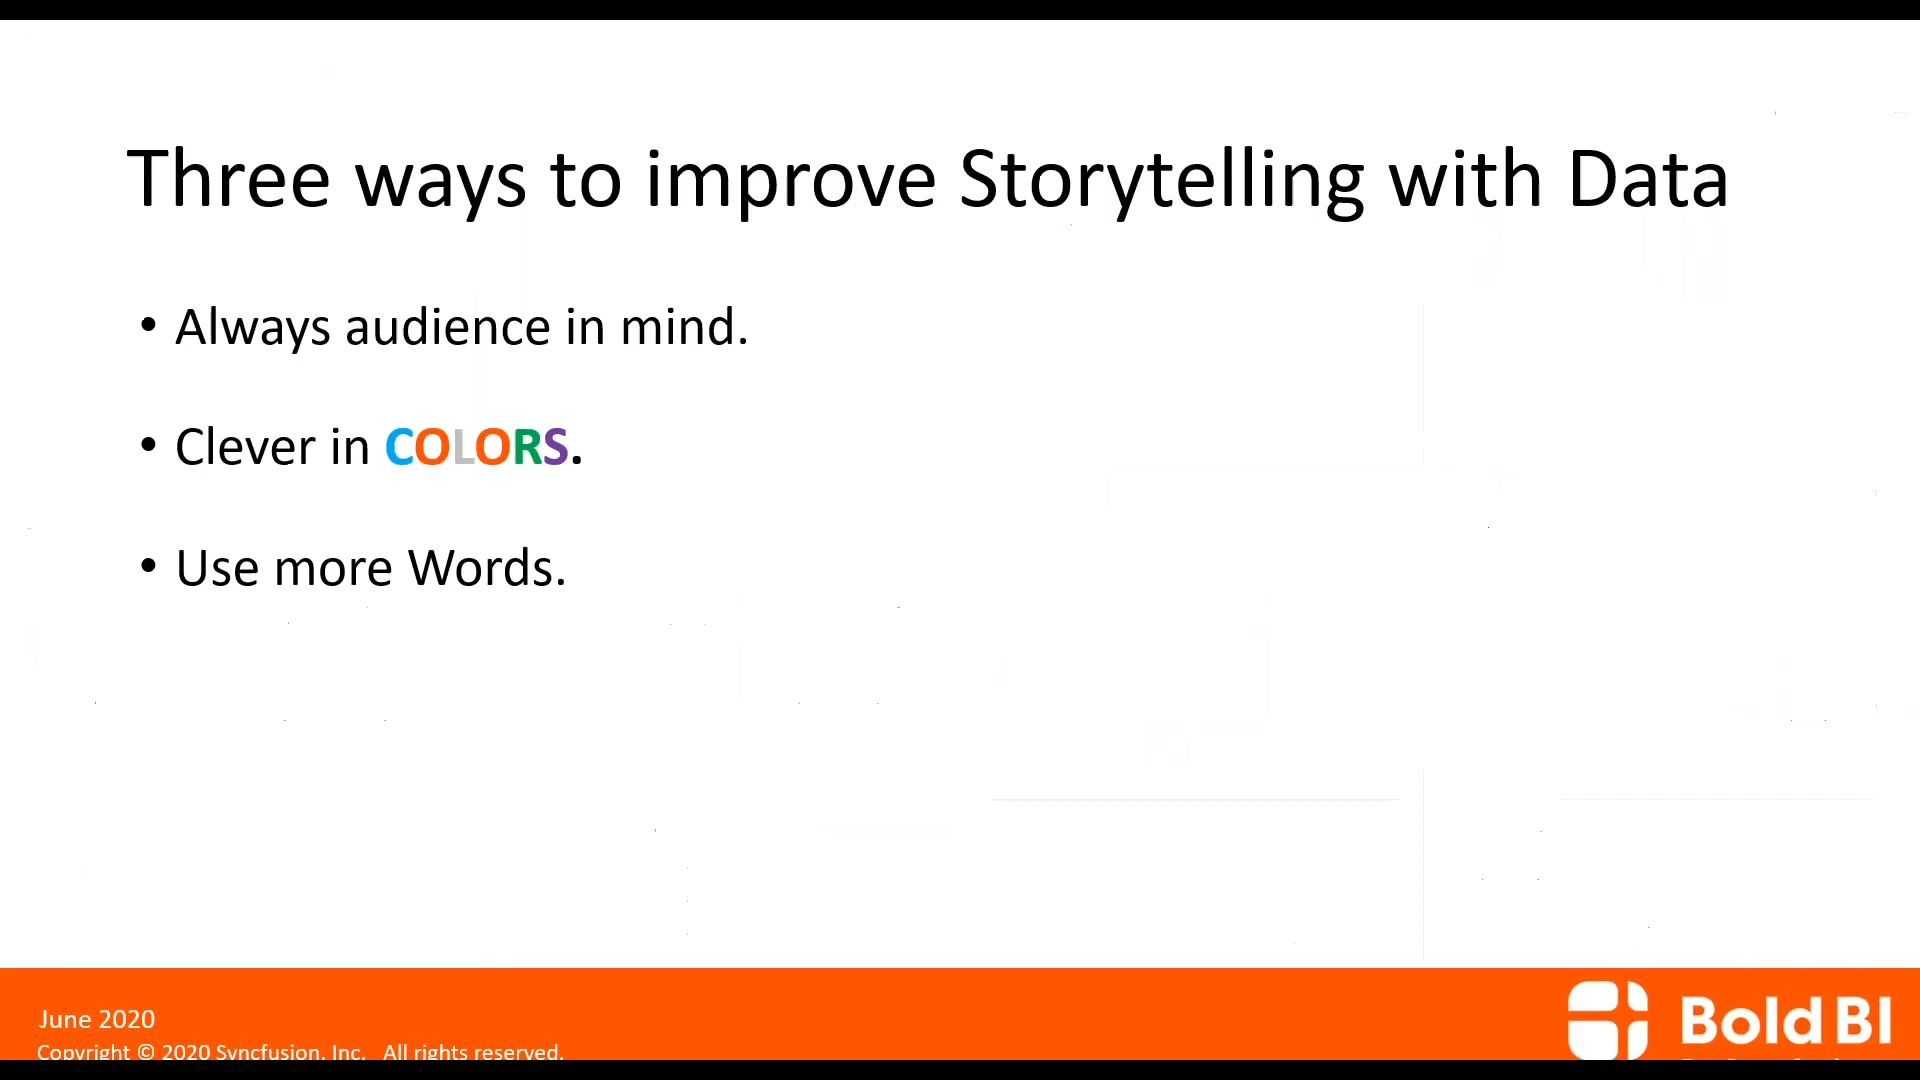 Three ways to improve Storytelling with Data
• Always audience in mind.
• Clever in COLORS.
• Use more Words.
June 2020
Copyright © 2020 Syncfusion, Inc.   All rights reserved.
Bold BI